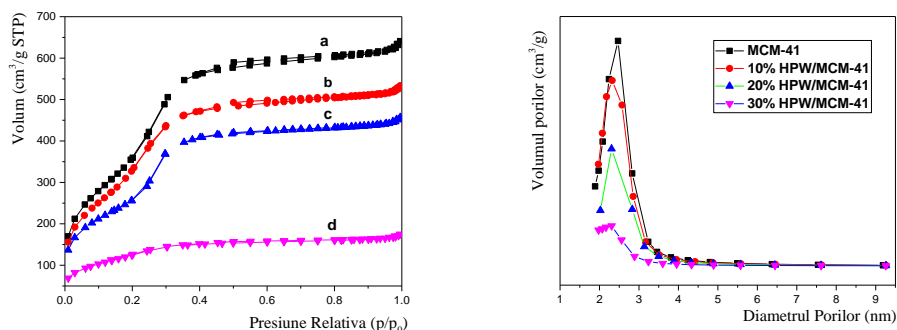 700
600
500
400
300
200
100
Volum (cm³/g STP)
a
b
c
d
0.0 0.2 0.4 0.6 0.8 1.0
Presiune Relativa (p/p₀)
Volumul porilor (cm³/g)
MCM-41
10% HPW/MCM-41
20% HPW/MCM-41
30% HPW/MCM-41
1 2 3 4 5 6 7 8 9
Diametrul Porilor (nm)